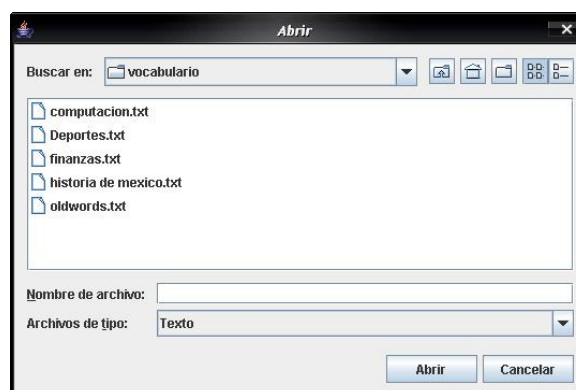 Abrir
Buscar en: vocabulario
computacion.txt
Deportes.txt
finanzas.txt
historia de mexico.txt
oldwords.txt
Nombre de archivo:
Archivos de tipo: Texto
Abrir Cancelar